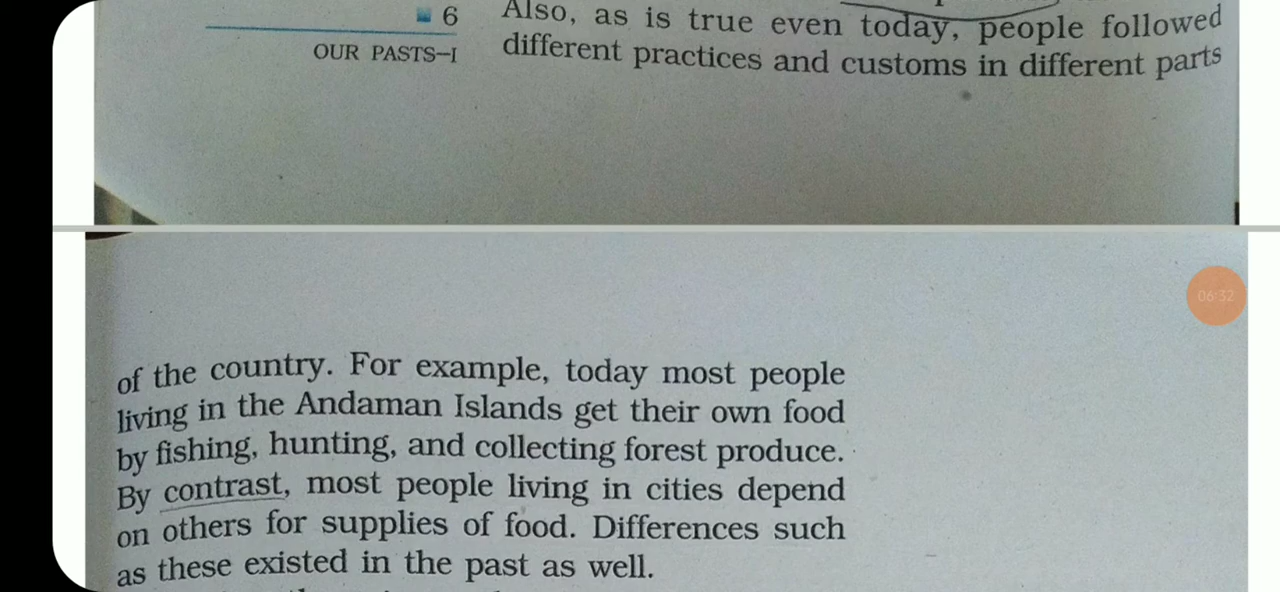 6
OUR PASTS–I
Also, as is true even today, people followed
different practices and customs in different parts
of the country. For example, today most people
living in the Andaman Islands get their own food
by fishing, hunting, and collecting forest produce.
By contrast, most people living in cities depend
on others for supplies of food. Differences such
as these existed in the past as well.
06:32